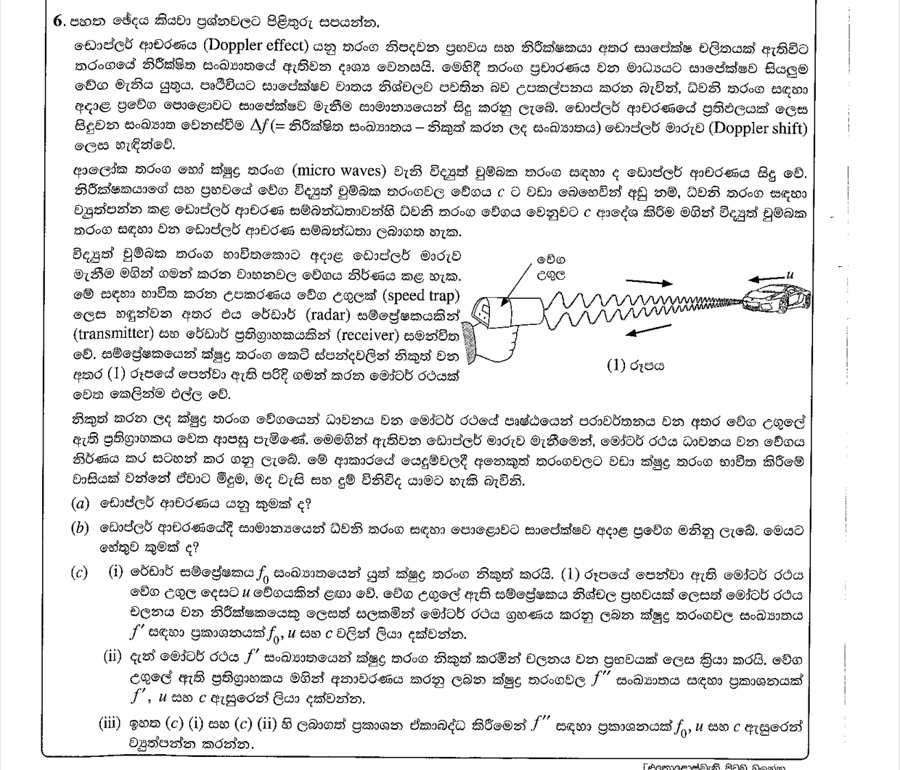 6. පහත ඡේදය කියවා ප්‍රශ්නවලට පිළිතුරු සපයන්න.
ඩොප්ලර් ආචරණය (Doppler effect) යනු තරංග නිපදවන ප්‍රභවය සහ නිරීක්ෂකයා අතර සාපේක්ෂ චලිතයක් ඇතිවිට
තරංගයේ නිරීක්ෂිත සංඛ්‍යාතයේ ඇතිවන දෘශ්‍ය වෙනසයි. මෙහිදී තරංග ප්‍රචාරණය වන මාධ්‍යයට සාපේක්ෂව සියලුම
වේග මැනිය යුතුය. පෘථිවියට සාපේක්ෂව වාතය නිශ්චලව පවතින බව උපකල්පනය කරන බැවින්, ධ්වනි තරංග සඳහා
අදාළ ප්‍රවේග පොළොවට සාපේක්ෂව මැනීම සාමාන්‍යයෙන් සිදු කරනු ලැබේ. ඩොප්ලර් ආචරණයේ ප්‍රතිඵලයක් ලෙස
සිදුවන සංඛ්‍යාත වෙනස්වීම Δf (= නිරීක්ෂිත සංඛ්‍යාතය – නිකුත් කරන ලද සංඛ්‍යාතය) ඩොප්ලර් මාරුව (Doppler shift)
ලෙස හැඳින්වේ.
ආලෝක තරංග හෝ ක්ෂුද්‍ර තරංග (micro waves) වැනි විද්‍යුත් චුම්බක තරංග සඳහා ද ඩොප්ලර් ආචරණය සිදු වේ.
නිරීක්ෂකයාගේ සහ ප්‍රභවයේ වේග විද්‍යුත් චුම්බක තරංගවල වේගය c ට වඩා බෙහෙවින් අඩු නම්, ධ්වනි තරංග සඳහා
ව්‍යුත්පන්න කළ ඩොප්ලර් ආචරණ සම්බන්ධතාවන්හි ධ්වනි තරංග වේගය වෙනුවට c ආදේශ කිරීම මගින් විද්‍යුත් චුම්බක
තරංග සඳහා වන ඩොප්ලර් ආචරණ සම්බන්ධතා ලබාගත හැක.
විද්‍යුත් චුම්බක තරංග භාවිතකොට අදාළ ඩොප්ලර් මාරුව
මැනීම මගින් ගමන් කරන වාහනවල වේගය නිර්ණය කළ හැක.
මේ සඳහා භාවිත කරන උපකරණය වේග උගුලක් (speed trap)
ලෙස හඳුන්වන අතර එය රේඩාර් (radar) සම්ප්‍රේෂකයකින්
(transmitter) සහ රේඩාර් ප්‍රතිග්‍රාහකයකින් (receiver) සමන්විත
වේ. සම්ප්‍රේෂකයෙන් ක්ෂුද්‍ර තරංග කෙටි ස්පන්දවලින් නිකුත් වන
අතර (1) රූපයේ පෙන්වා ඇති පරිදි ගමන් කරන මෝටර් රථයක්
වෙත කෙලින්ම එල්ල වේ.
වේග
උගුල
u
(1) රූපය
නිකුත් කරන ලද ක්ෂුද්‍ර තරංග වේගයෙන් ධාවනය වන මෝටර් රථයේ පෘෂ්ඨයෙන් පරාවර්තනය වන අතර වේග උගුලේ
ඇති ප්‍රතිග්‍රාහකය වෙත ආපසු පැමිණේ. මෙමගින් ඇතිවන ඩොප්ලර් මාරුව මැනීමෙන්, මෝටර් රථය ධාවනය වන වේගය
නිර්ණය කර සටහන් කර ගනු ලැබේ. මේ ආකාරයේ යෙදුම්වලදී අනෙකුත් තරංගවලට වඩා ක්ෂුද්‍ර තරංග භාවිත කිරීමේ
වාසියක් වන්නේ ඒවාට මීදුම, මද වැසි සහ දුම් විනිවිද යාමට හැකි බැවිනි.
(a) ඩොප්ලර් ආචරණය යනු කුමක් ද?
(b) ඩොප්ලර් ආචරණයේදී සාමාන්‍යයෙන් ධ්වනි තරංග සඳහා පොළොවට සාපේක්ෂව අදාළ ප්‍රවේග මනිනු ලැබේ. මෙයට
හේතුව කුමක් ද?
(c) (i) රේඩාර් සම්ප්‍රේෂකය f₀ සංඛ්‍යාතයෙන් යුත් ක්ෂුද්‍ර තරංග නිකුත් කරයි. (1) රූපයේ පෙන්වා ඇති මෝටර් රථය
වේග උගුල දෙසට u වේගයකින් ළඟා වේ. වේග උගුලේ ඇති සම්ප්‍රේෂකය නිශ්චල ප්‍රභවයක් ලෙසත් මෝටර් රථය
චලනය වන නිරීක්ෂකයෙකු ලෙසත් සලකමින් මෝටර් රථය ග්‍රහණය කරනු ලබන ක්ෂුද්‍ර තරංගවල සංඛ්‍යාතය
f′ සඳහා ප්‍රකාශනයක් f₀, u සහ c වලින් ලියා දක්වන්න.
(ii) දැන් මෝටර් රථය f′ සංඛ්‍යාතයෙන් ක්ෂුද්‍ර තරංග නිකුත් කරමින් චලනය වන ප්‍රභවයක් ලෙස ක්‍රියා කරයි. වේග
උගුලේ ඇති ප්‍රතිග්‍රාහකය මගින් අනාවරණය කරනු ලබන ක්ෂුද්‍ර තරංගවල f″ සංඛ්‍යාතය සඳහා ප්‍රකාශනයක්
f′, u සහ c ඇසුරෙන් ලියා දක්වන්න.
(iii) ඉහත (c) (i) සහ (c) (ii) හි ලබාගත් ප්‍රකාශන ඒකාබද්ධ කිරීමෙන් f″ සඳහා ප්‍රකාශනයක් f₀, u සහ c ඇසුරෙන්
ව්‍යුත්පන්න කරන්න.